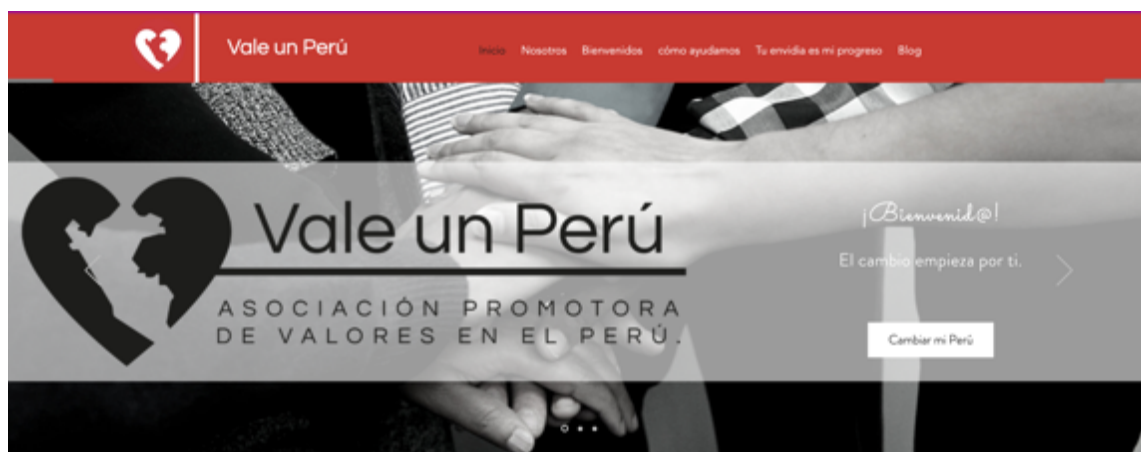 Vale un Perú
Inicio Nosotros Bienvenidos cómo ayudamos Tu envidia es mi progreso Blog
Vale un Perú
ASOCIACIÓN PROMOTORA
DE VALORES EN EL PERÚ.
¡Bienvenid@!
El cambio empieza por ti.
Cambiar mi Perú